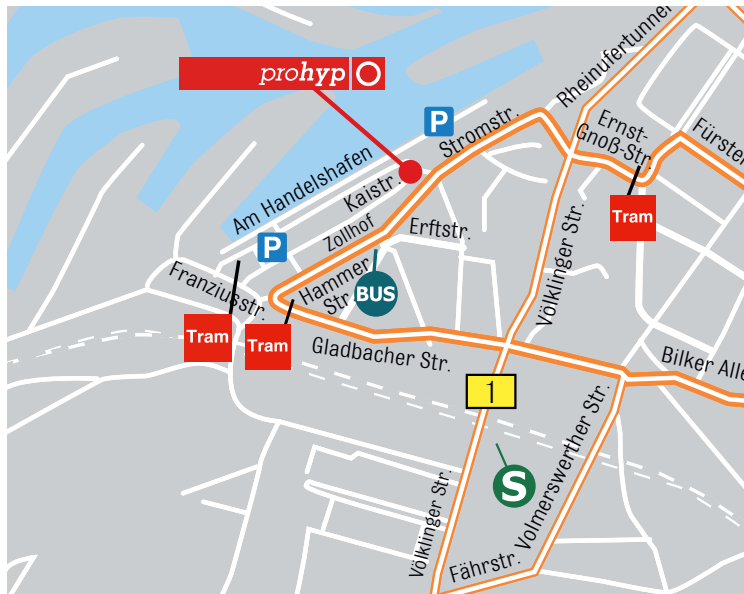 prohyp
P
Stromstr.
Rheinufertunnel
Ernst-
Gnoß-Str.
Fürsten
Am Handelshafen
Kaistr.
Zollhof
P
Erftstr.
Tram
Völklinger Str.
Franziusstr.
Hammer
Str.
BUS
Tram
Tram
Gladbacher Str.
Bilker Alle
1
S
Völklinger Str.
Volmerswerther Str.
Fährstr.